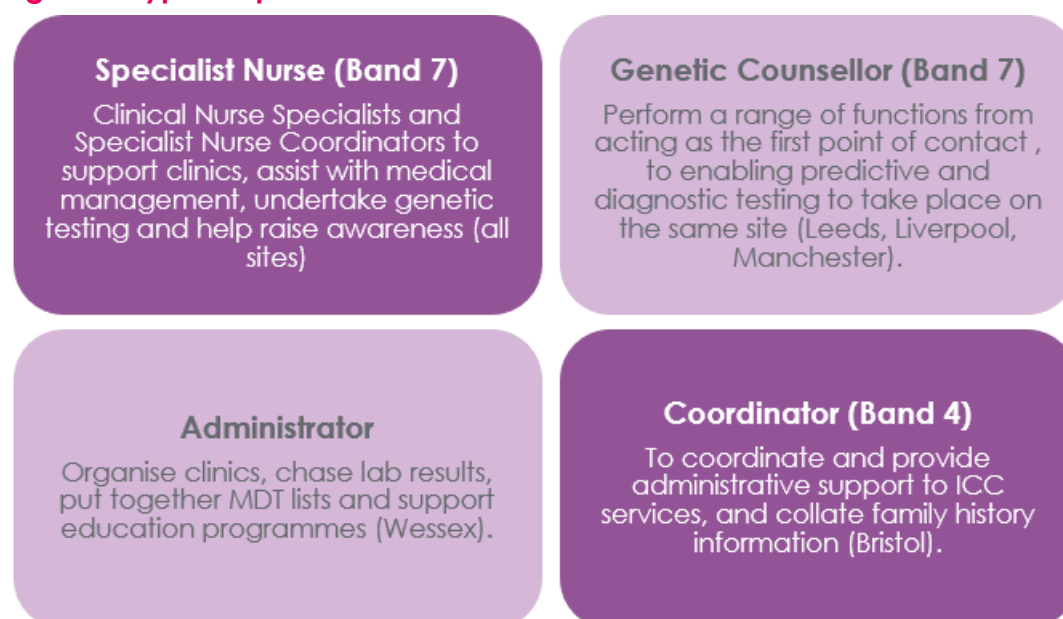 Specialist Nurse (Band 7)
Clinical Nurse Specialists and
Specialist Nurse Coordinators to
support clinics, assist with medical
management, undertake genetic
testing and help raise awareness (all
sites)
Genetic Counsellor (Band 7)
Perform a range of functions from
acting as the first point of contact ,
to enabling predictive and
diagnostic testing to take place on
the same site (Leeds, Liverpool,
Manchester).
Administrator
Organise clinics, chase lab results,
put together MDT lists and support
education programmes (Wessex).
Coordinator (Band 4)
To coordinate and provide
administrative support to ICC
services, and collate family history
information (Bristol).